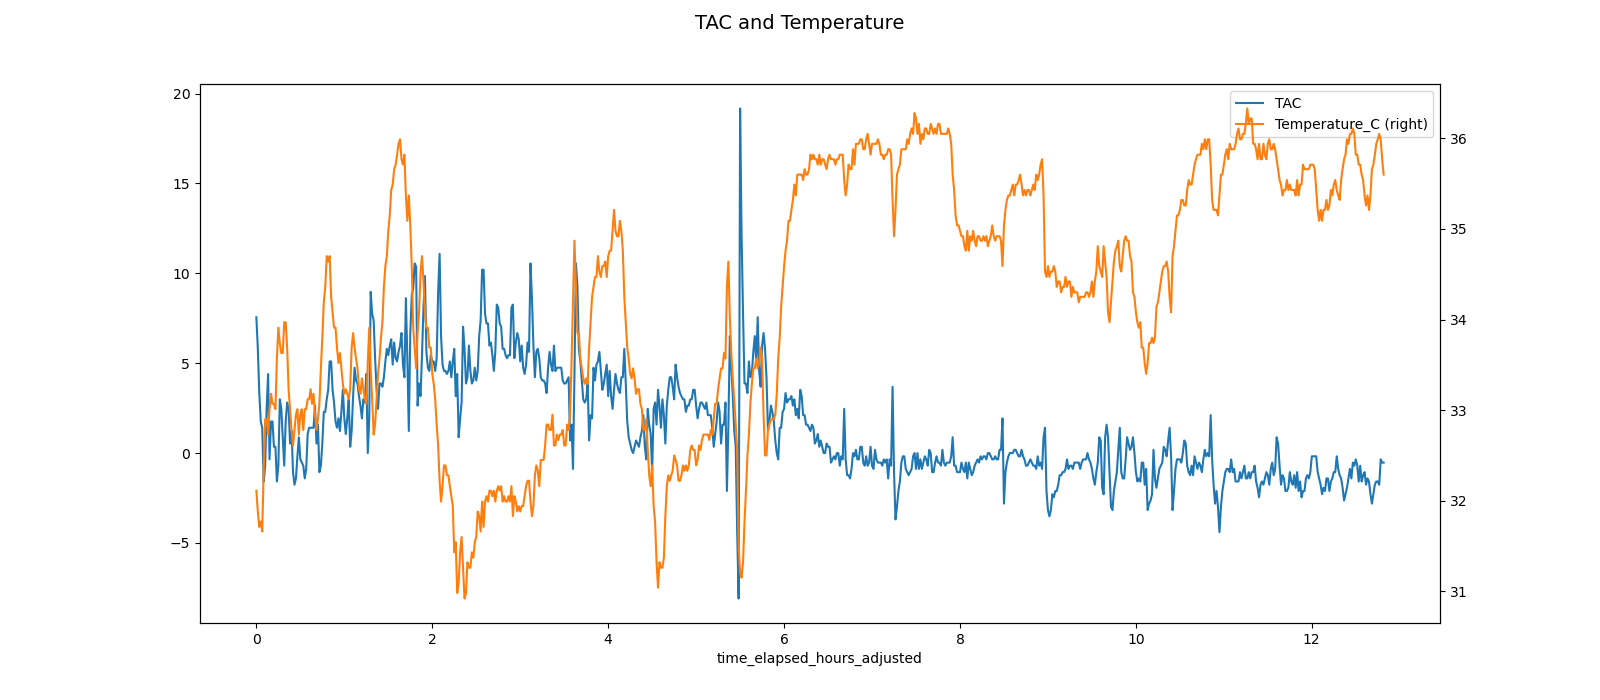 TAC and Temperature
TAC
Temperature_C (right)
20
15
10
5
0
−5
36
35
34
33
32
31
0 2 4 6 8 10 12
time_elapsed_hours_adjusted